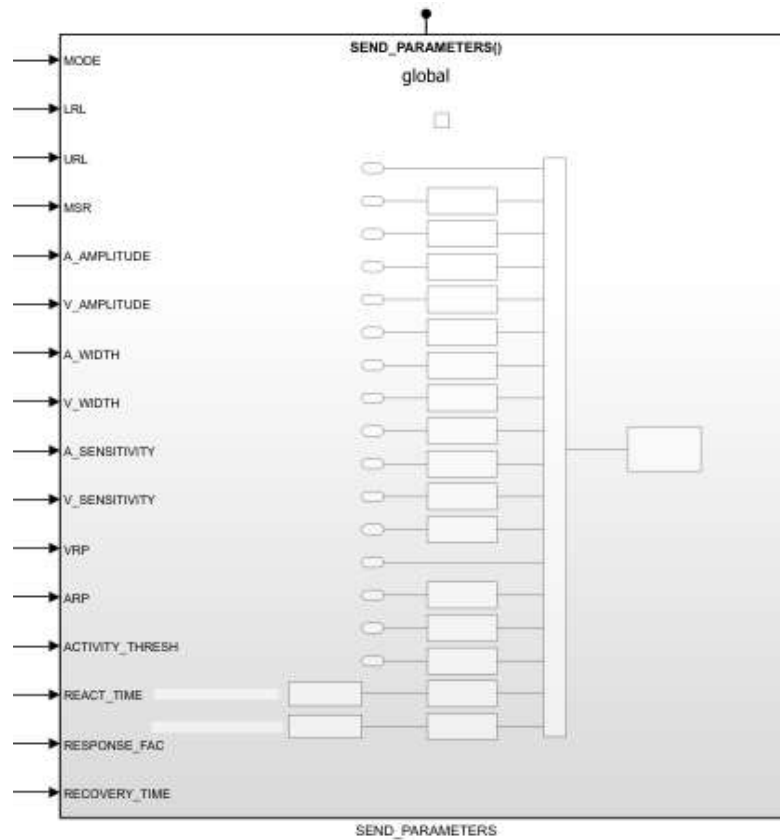 SEND_PARAMETERS()
global
MODE
LRL
URL
MSR
A_AMPLITUDE
V_AMPLITUDE
A_WIDTH
V_WIDTH
A_SENSITIVITY
V_SENSITIVITY
VRP
ARP
ACTIVITY_THRESH
REACT_TIME
RESPONSE_FAC
RECOVERY_TIME
SEND_PARAMETERS